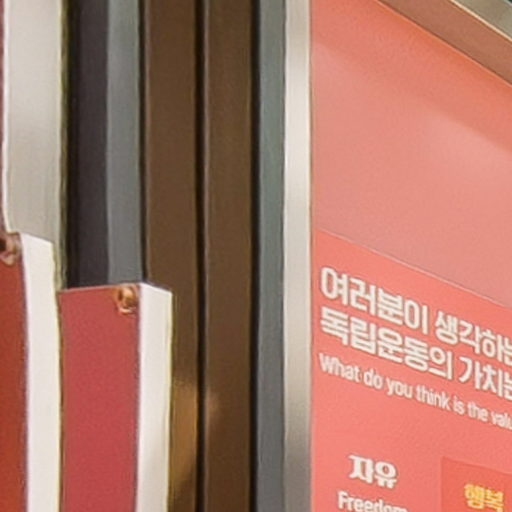 여러분이 생각하는
독립운동의 가치는
What do you think is the valu
자유
행복
Freedom